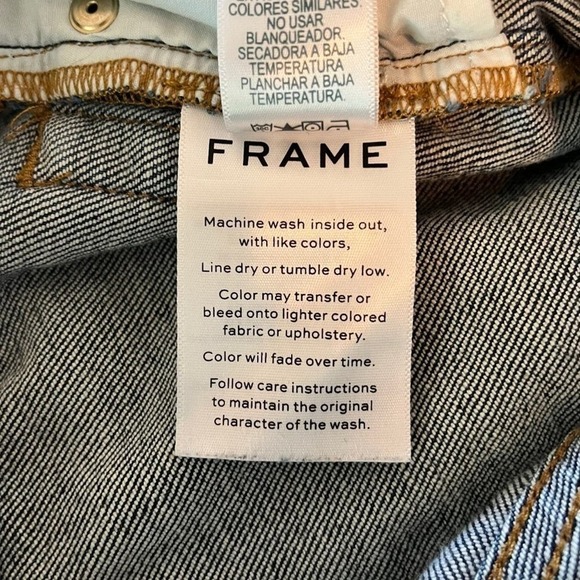 COLORES SIMILARES.
NO USAR
BLANQUEADOR.
SECADORA A BAJA
TEMPERATURA
PLANCHAR A BAJA
TEMPERATURA.
FRAME
Machine wash inside out,
with like colors,
Line dry or tumble dry low.
Color may transfer or
bleed onto lighter colored
fabric or upholstery.
Color will fade over time.
Follow care instructions
to maintain the original
character of the wash.